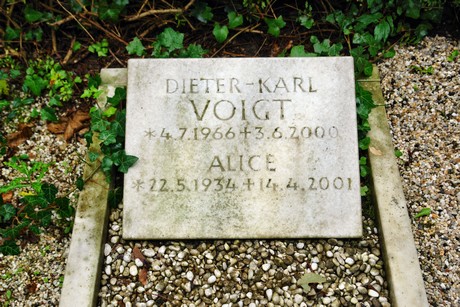 DIETER-KARL
VOIGT
*4.7.1966 +3.6.2000
ALICE
*22.5.1934 +14.4.2001